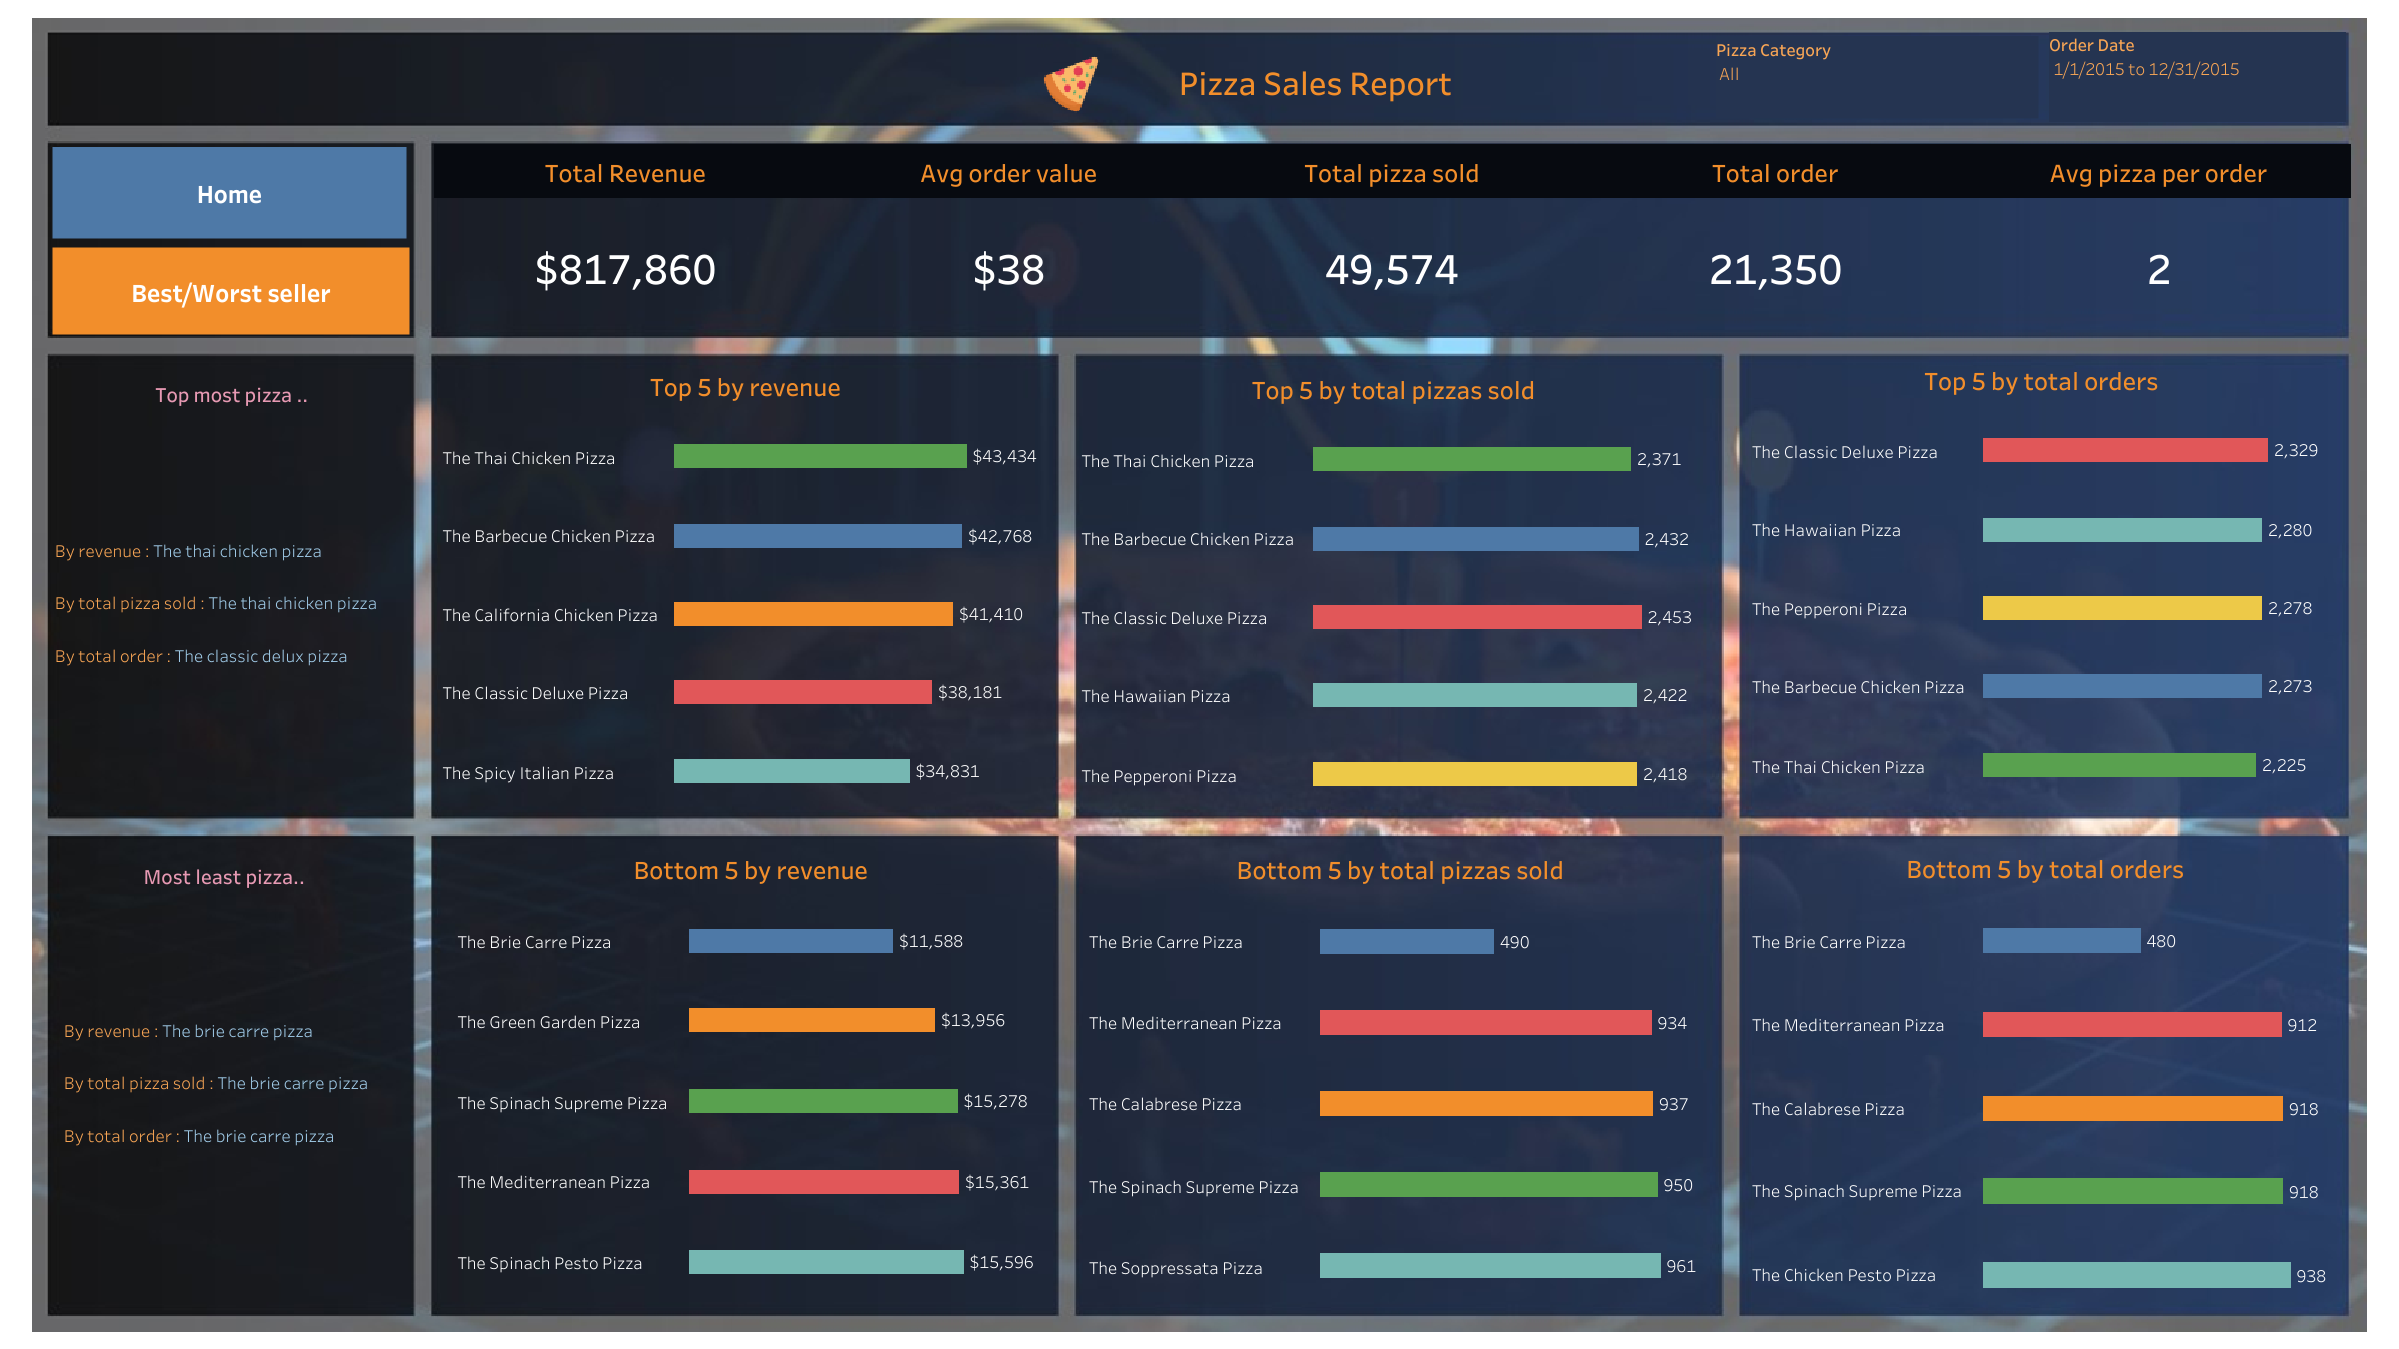 Pizza Sales Report
Pizza Category
All
Order Date
1/1/2015 to 12/31/2015
Home
Best/Worst seller
Total Revenue
Avg order value
Total pizza sold
Total order
Avg pizza per order
$817,860
$38
49,574
21,350
2
Top most pizza ..
By revenue : The thai chicken pizza
By total pizza sold : The thai chicken pizza
By total order : The classic delux pizza
Top 5 by revenue
The Thai Chicken Pizza $43,434
The Barbecue Chicken Pizza $42,768
The California Chicken Pizza $41,410
The Classic Deluxe Pizza $38,181
The Spicy Italian Pizza $34,831
Top 5 by total pizzas sold
The Thai Chicken Pizza 2,371
The Barbecue Chicken Pizza 2,432
The Classic Deluxe Pizza 2,453
The Hawaiian Pizza 2,422
The Pepperoni Pizza 2,418
Top 5 by total orders
The Classic Deluxe Pizza 2,329
The Hawaiian Pizza 2,280
The Pepperoni Pizza 2,278
The Barbecue Chicken Pizza 2,273
The Thai Chicken Pizza 2,225
Most least pizza..
By revenue : The brie carre pizza
By total pizza sold : The brie carre pizza
By total order : The brie carre pizza
Bottom 5 by revenue
The Brie Carre Pizza $11,588
The Green Garden Pizza $13,956
The Spinach Supreme Pizza $15,278
The Mediterranean Pizza $15,361
The Spinach Pesto Pizza $15,596
Bottom 5 by total pizzas sold
The Brie Carre Pizza 490
The Mediterranean Pizza 934
The Calabrese Pizza 937
The Spinach Supreme Pizza 950
The Soppressata Pizza 961
Bottom 5 by total orders
The Brie Carre Pizza 480
The Mediterranean Pizza 912
The Calabrese Pizza 918
The Spinach Supreme Pizza 918
The Chicken Pesto Pizza 938